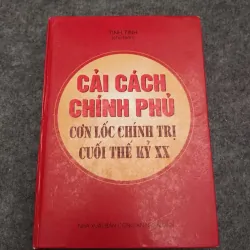 CẢI CÁCH
CHÍNH PHỦ
CƠN LỐC CHÍNH TRỊ
CUỐI THẾ KỶ XX